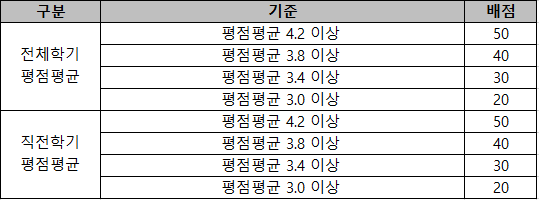 구분 기준 배점
전체학기
평점평균
평점평균 4.2 이상 50
평점평균 3.8 이상 40
평점평균 3.4 이상 30
평점평균 3.0 이상 20
직전학기
평점평균
평점평균 4.2 이상 50
평점평균 3.8 이상 40
평점평균 3.4 이상 30
평점평균 3.0 이상 20